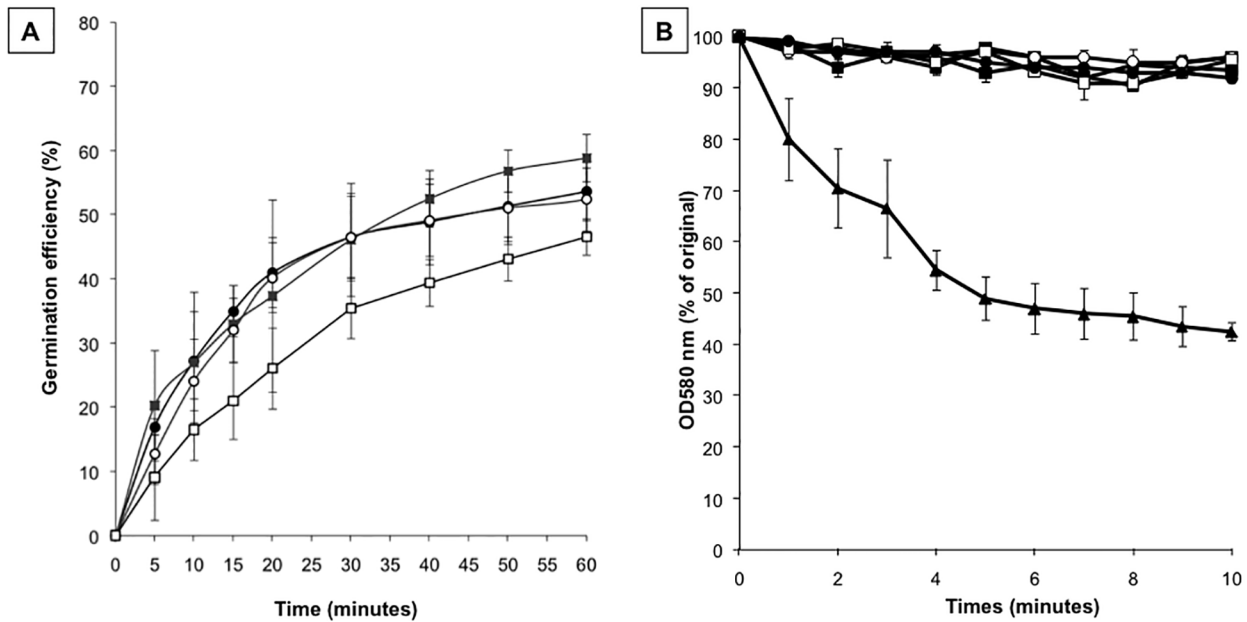 A
Germination efficiency (%)
80
70
60
50
40
30
20
10
0
0 5 10 15 20 25 30 35 40 45 50 55 60
Time (minutes)
B
OD580 nm (% of original)
100
90
80
70
60
50
40
30
20
10
0
0 2 4 6 8 10
Times (minutes)